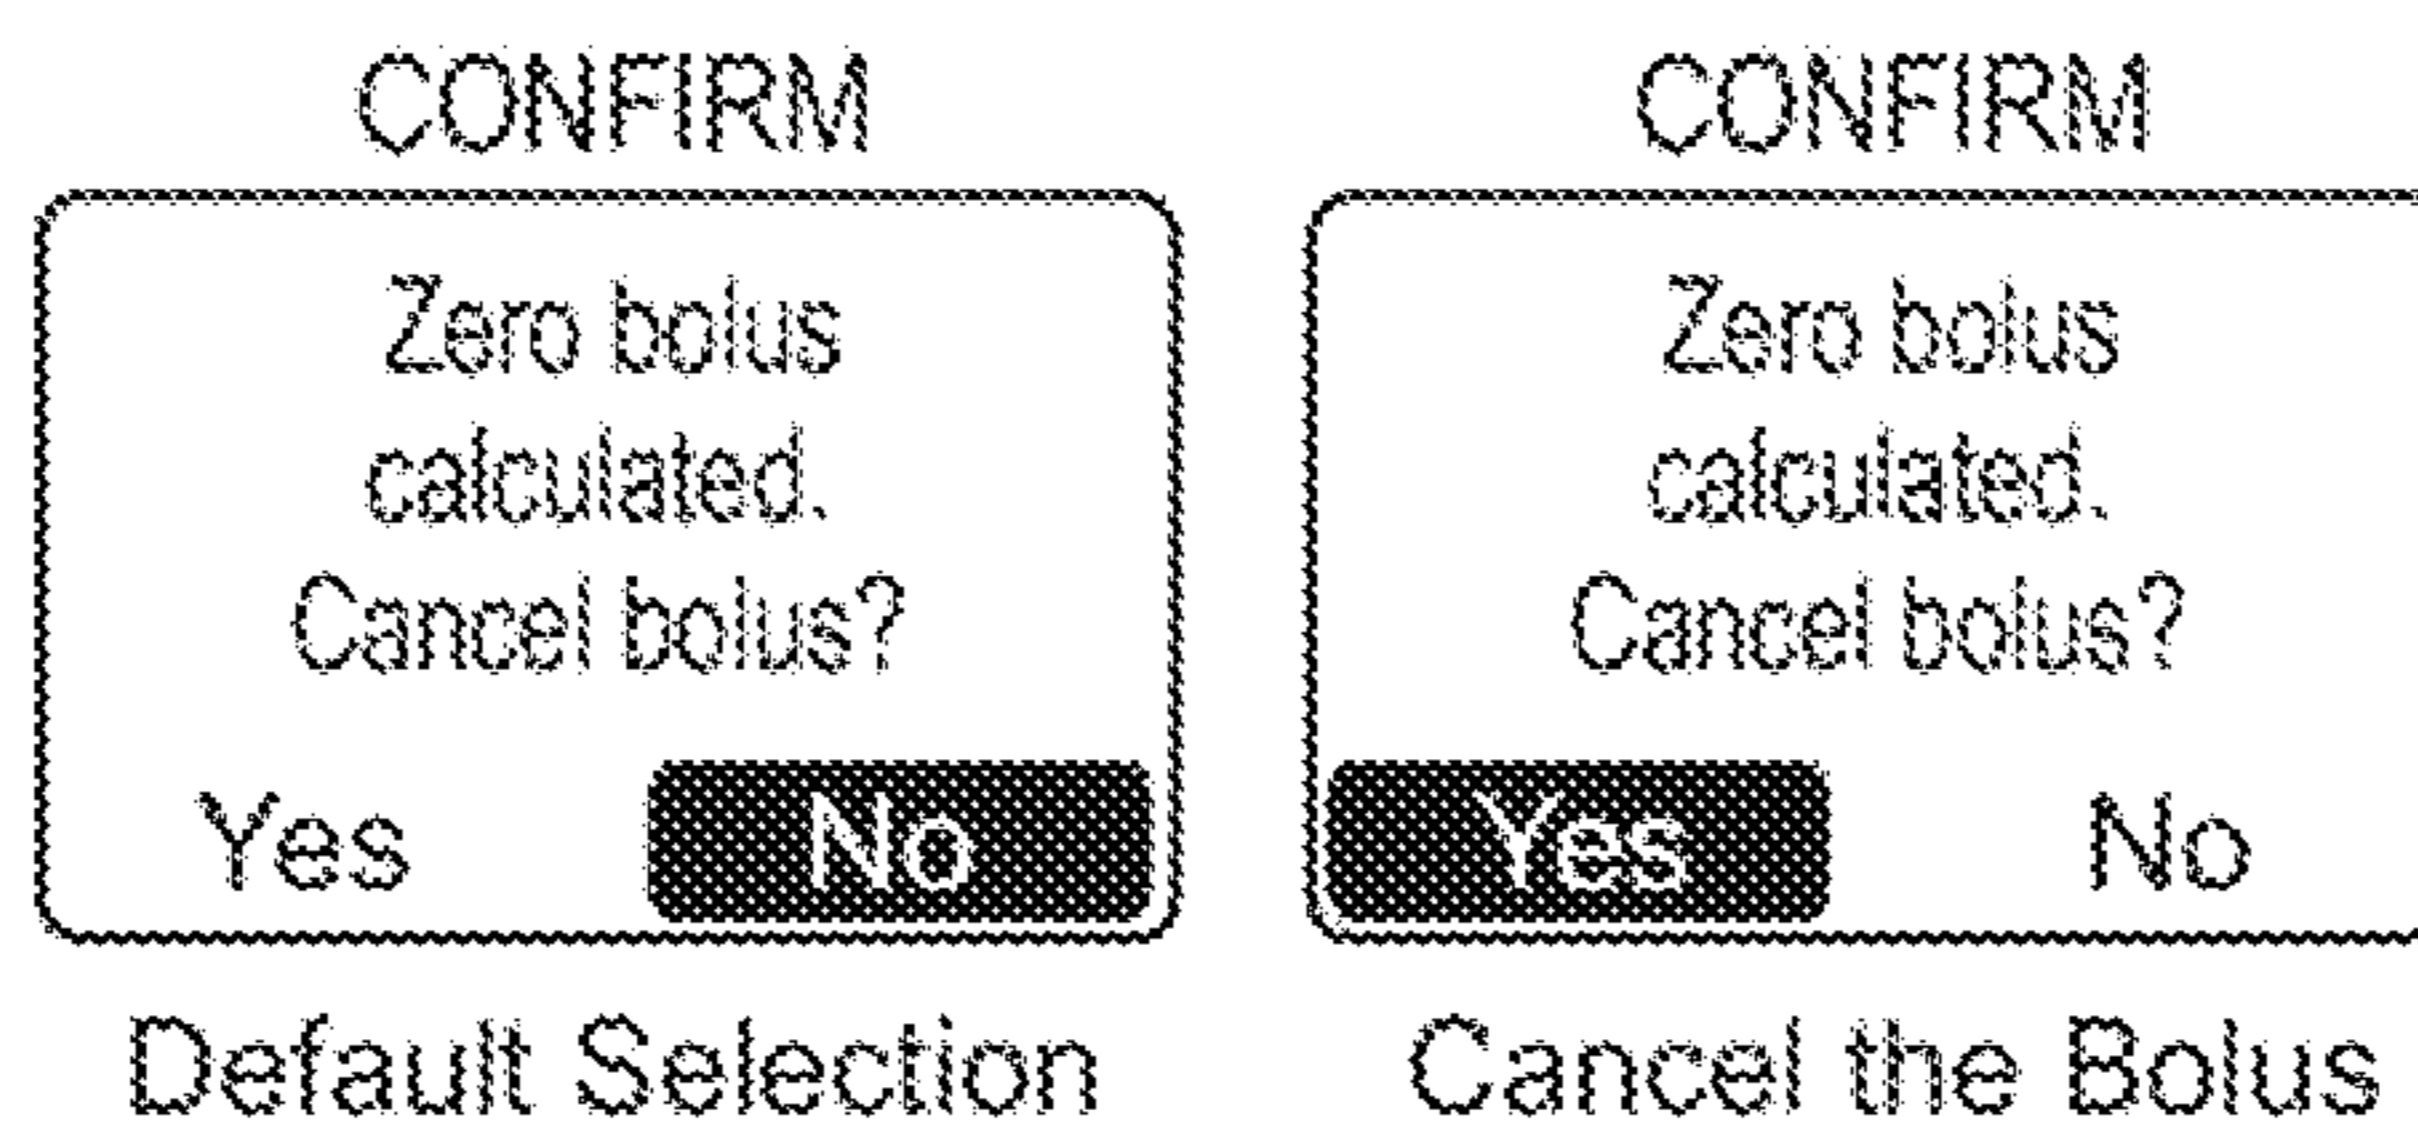 CONFIRM
Zero bolus
calculated.
Cancel bolus?
Yes No
Default Selection
CONFIRM
Zero bolus
calculated.
Cancel bolus?
Yes No
Cancel the Bolus